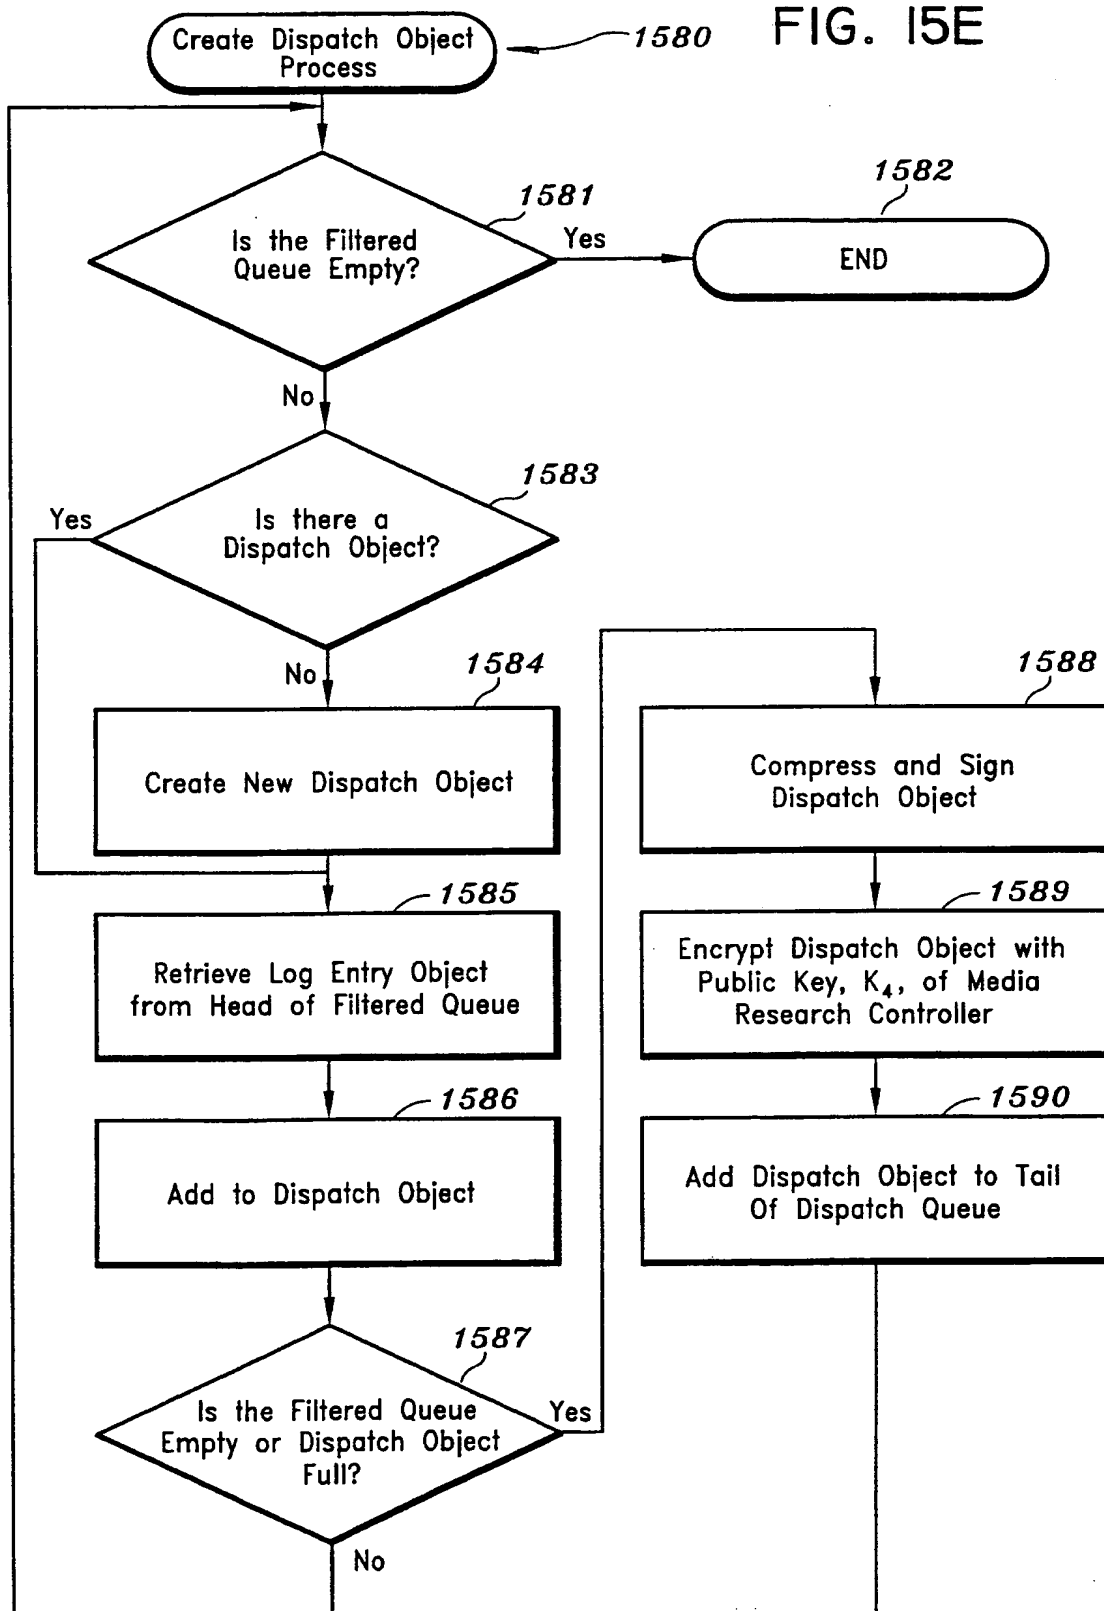 FIG. 15E
Create Dispatch Object
Process
1580
1581
Is the Filtered
Queue Empty?
Yes
1582
END
No
1583
Is there a
Dispatch Object?
Yes
No
1584
Create New Dispatch Object
1585
Retrieve Log Entry Object
from Head of Filtered Queue
1586
Add to Dispatch Object
1587
Is the Filtered Queue
Empty or Dispatch Object
Full?
Yes
No
1588
Compress and Sign
Dispatch Object
1589
Encrypt Dispatch Object with
Public Key, K₄, of Media
Research Controller
1590
Add Dispatch Object to Tail
Of Dispatch Queue